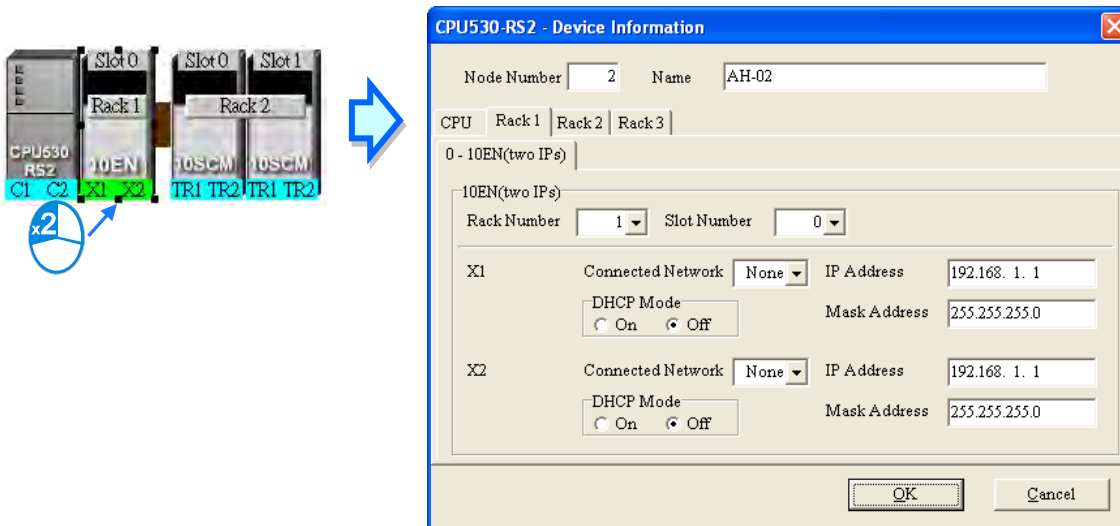 Slot 0 Slot 0 Slot 1
Rack 1 Rack 2
CPU530
RS2 10EN 10SCM 10SCM
C1 C2 X1 X2 TR1 TR2 TR1 TR2
x2
CPU530-RS2 - Device Information
Node Number 2 Name AH-02
CPU Rack 1 Rack 2 Rack 3
0 - 10EN(two IPs)
10EN(two IPs)
Rack Number 1 Slot Number 0
X1 Connected Network None IP Address 192.168. 1. 1
DHCP Mode
On Off Mask Address 255.255.255.0
X2 Connected Network None IP Address 192.168. 1. 1
DHCP Mode
On Off Mask Address 255.255.255.0
OK Cancel